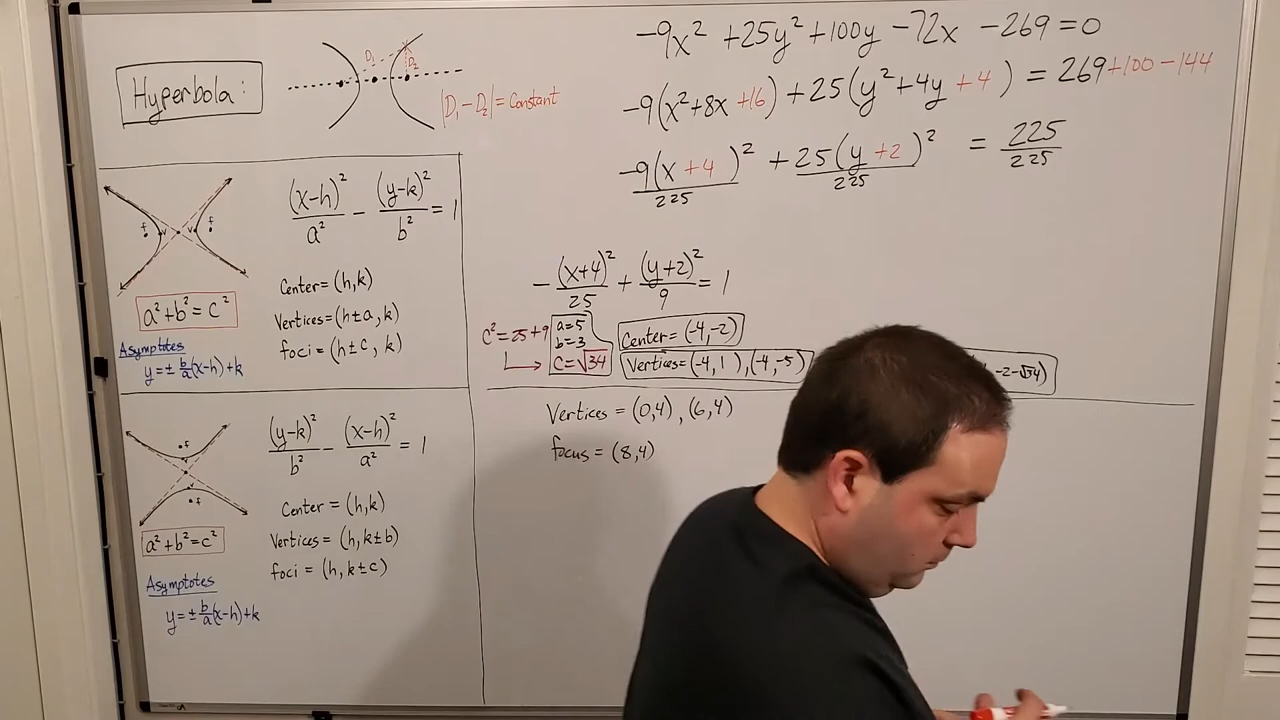 Hyperbola:
D₁ D₂
|D₁-D₂| = Constant
(x-h)²/a² - (y-k)²/b² = 1
f v v f
Center = (h,k)
a²+b²=c²
Vertices=(h±a, k)
foci = (h±c, k)
Asymptotes
y=± b/a(x-h)+k
(y-k)²/b² - (x-h)²/a² = 1
f
v
v
f
Center = (h,k)
a²+b²=c²
Vertices= (h, k±b)
foci = (h, k±c)
Asymptotes
y=± b/a(x-h)+k
-9x² +25y² +100y -72x -269 =0
-9(x²+8x +16) +25(y²+4y +4 ) = 269+100-144
-9(x +4 )²/225 + 25(y +2 )²/225 = 225/225
-(x+4)²/25 + (y+2)²/9 = 1
c²=25+9
a=5
b=3
c=√34
Center= (-4,-2)
Vertices=(-4,1),(-4,-5)
-2-√34)
Vertices = (0,4) , (6,4)
focus = (8,4)